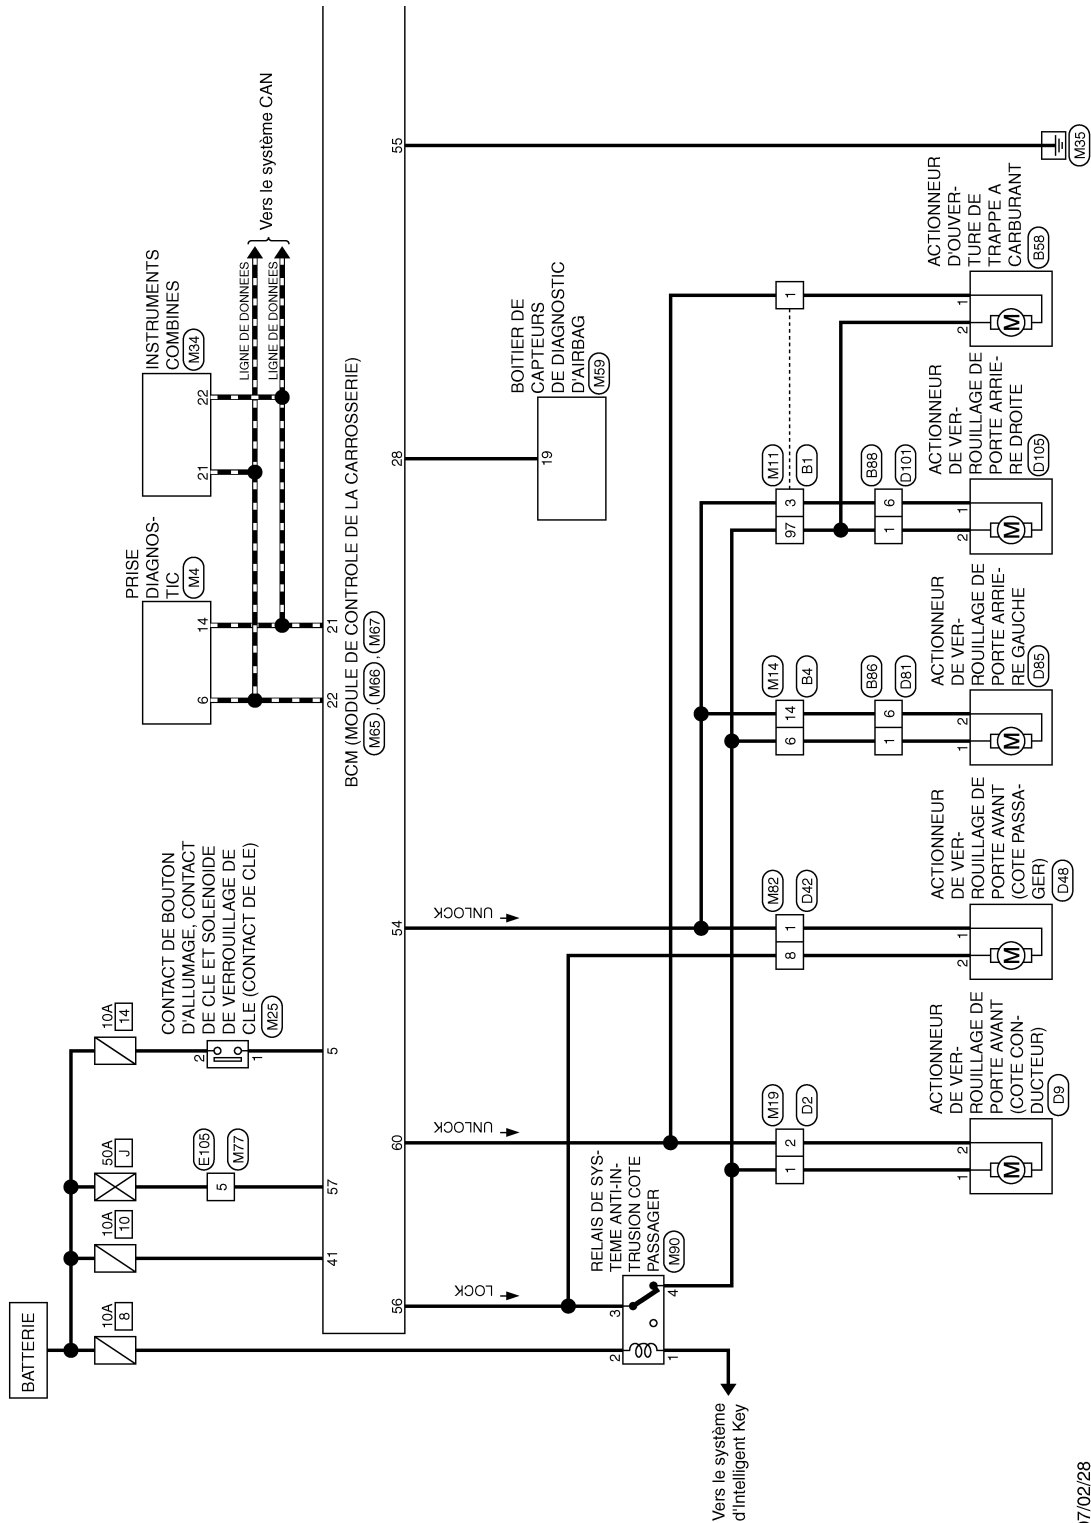 BATTERIE
10A
8
10A
10
50A
J
10A
14
E105
5
M77
CONTACT DE BOUTON
D'ALLUMAGE, CONTACT
DE CLE ET SOLENOIDE
DE VERROUILLAGE DE
CLE (CONTACT DE CLE)
M25
2
1
PRISE
DIAGNOS-
TIC
M4
6
14
INSTRUMENTS
COMBINES
M34
21
22
LIGNE DE DONNEES
LIGNE DE DONNEES
Vers le système CAN
41
57
5
22
21
BCM (MODULE DE CONTROLE DE LA CARROSSERIE)
M65 , M66 , M67
56
60
54
28
55
LOCK
UNLOCK
UNLOCK
19
BOITIER DE
CAPTEURS
DE DIAGNOSTIC
D'AIRBAG
M59
RELAIS DE SYS-
TEME ANTI-IN-
TRUSION COTE
PASSAGER
M90
2
3
1
4
Vers le système
d'Intelligent Key
M19
1
2
D2
M82
8
1
D42
M14
6
14
B4
M11
97
3
1
B1
B86
1
6
D81
B88
1
6
D101
ACTIONNEUR
DE VER-
ROUILLAGE DE
PORTE AVANT
(COTE CON-
DUCTEUR)
D9
1
2
M
ACTIONNEUR
DE VER-
ROUILLAGE DE
PORTE AVANT
(COTE PASSA-
GER)
D48
2
1
M
ACTIONNEUR
DE VER-
ROUILLAGE DE
PORTE ARRIE-
RE GAUCHE
D85
1
2
M
ACTIONNEUR
DE VER-
ROUILLAGE DE
PORTE ARRIE-
RE DROITE
D105
2
1
M
ACTIONNEUR
D'OUVER-
TURE DE
TRAPPE A
CARBURANT
B58
2
1
M
M35
07/02/28